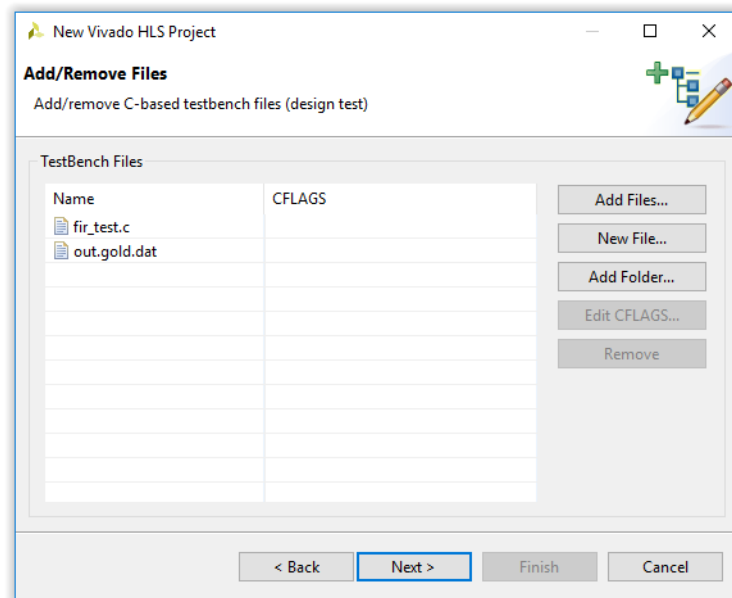 New Vivado HLS Project
Add/Remove Files
Add/remove C-based testbench files (design test)
TestBench Files
Name CFLAGS
fir_test.c
out.gold.dat
Add Files...
New File...
Add Folder...
Edit CFLAGS...
Remove
< Back Next > Finish Cancel